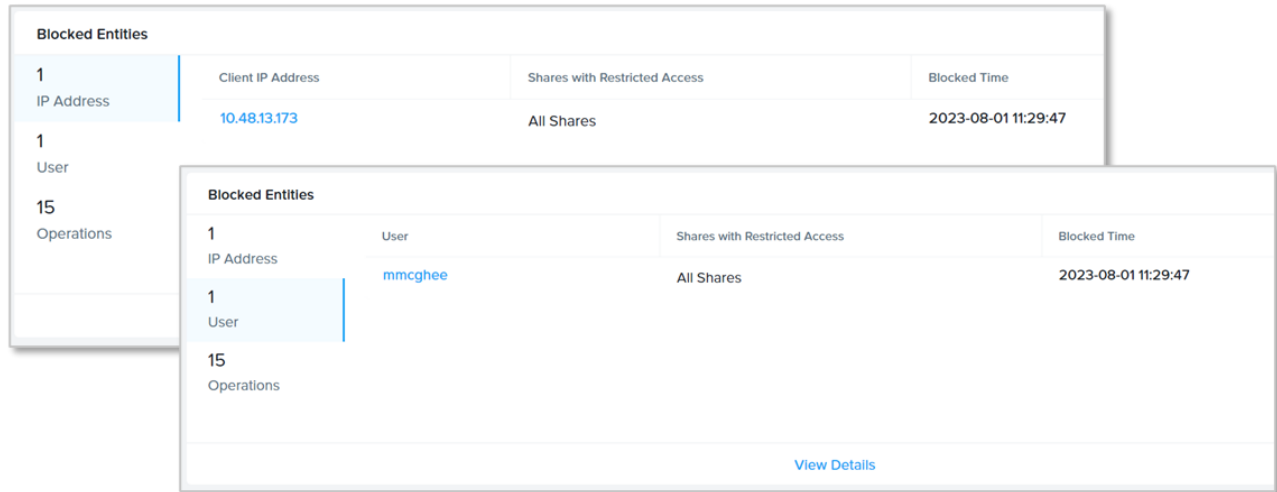 Blocked Entities
1
IP Address
Client IP Address Shares with Restricted Access Blocked Time
10.48.13.173 All Shares 2023-08-01 11:29:47
1
User
15
Operations
Blocked Entities
1
IP Address
User Shares with Restricted Access Blocked Time
mmcghee All Shares 2023-08-01 11:29:47
1
User
15
Operations
View Details